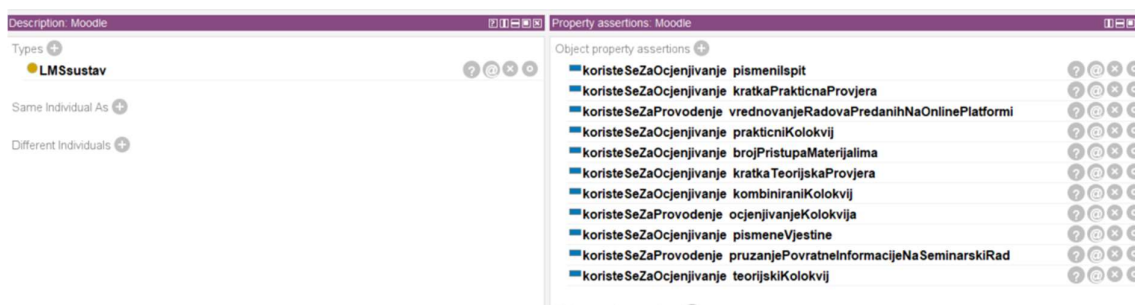 Description: Moodle
Types
LMSsustav
Same Individual As
Different Individuals
Property assertions: Moodle
Object property assertions
koristeSeZaOcjenjivanje pismeniIspit
koristeSeZaOcjenjivanje kratkaPrakticnaProvjera
koristeSeZaProvodenje vrednovanjeRadovaPredanihNaOnlinePlatformi
koristeSeZaOcjenjivanje prakticniKolokvij
koristeSeZaOcjenjivanje brojPristupaMaterijalima
koristeSeZaOcjenjivanje kratkaTeorijskaProvjera
koristeSeZaOcjenjivanje kombiniraniKolokvij
koristeSeZaProvodenje ocjenjivanjeKolokvija
koristeSeZaOcjenjivanje pismeneVjestine
koristeSeZaProvodenje pruzanjePovratneInformacijeNaSeminarskiRad
koristeSeZaOcjenjivanje teorijskiKolokvij